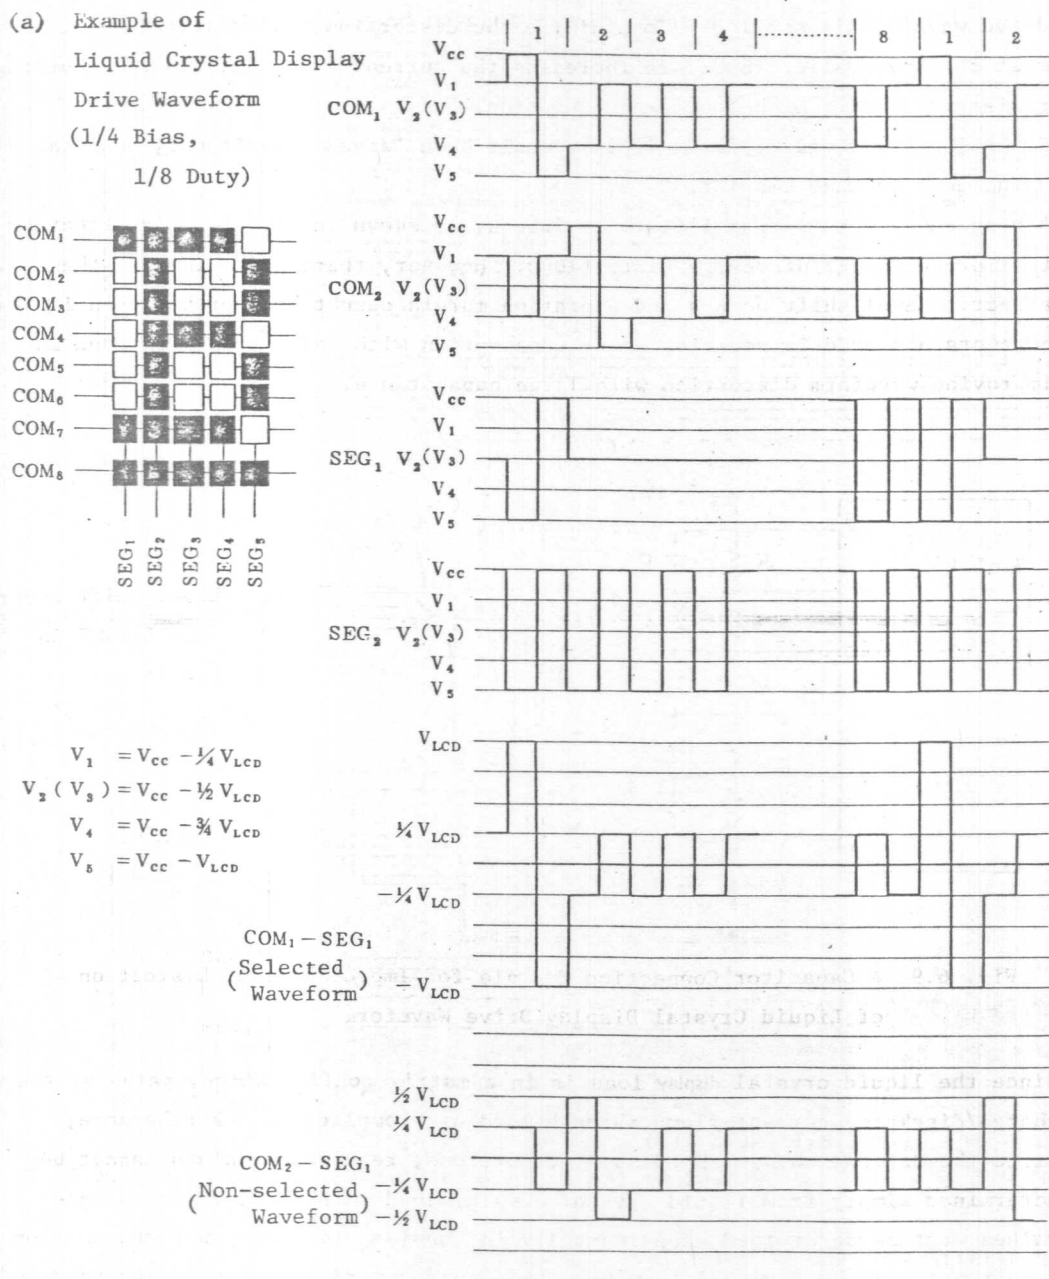 (a) Example of
Liquid Crystal Display
Drive Waveform
(1/4 Bias,
1/8 Duty)
1 2 3 4 8 1 2
Vcc
V₁
COM₁ V₂(V₃)
V₄
V₅
COM₁
COM₂
COM₃
COM₄
COM₅
COM₆
COM₇
COM₈
SEG₁
SEG₂
SEG₃
SEG₄
SEG₅
Vcc
V₁
COM₂ V₂(V₃)
V₄
V₅
Vcc
V₁
SEG₁ V₂(V₃)
V₄
V₅
Vcc
V₁
SEG₂ V₂(V₃)
V₄
V₅
V₁ = Vcc − ¼ VLCD
V₂(V₃) = Vcc − ½ VLCD
V₄ = Vcc − ¾ VLCD
V₅ = Vcc − VLCD
VLCD
¼ VLCD
−¼ VLCD
COM₁ − SEG₁
(Selected
Waveform) − VLCD
½ VLCD
¼ VLCD
COM₂ − SEG₁
(Non-selected
Waveform)
−¼ VLCD
−½ VLCD